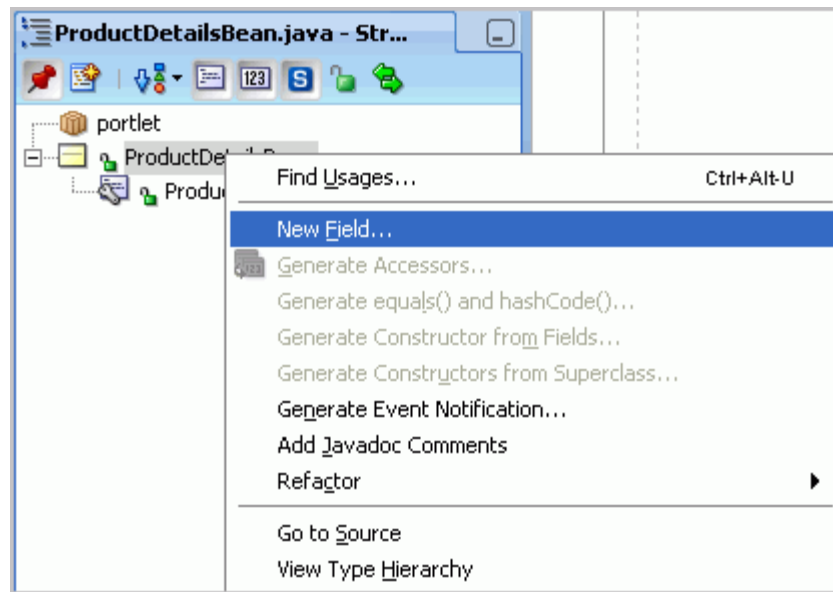 ProductDetailsBean.java - Str...
123 S
portlet
Find Usages... Ctrl+Alt-U
New Field...
Generate Accessors...
Generate equals() and hashCode()...
Generate Constructor from Fields...
Generate Constructors from Superclass...
Generate Event Notification...
Add Javadoc Comments
Refactor
Go to Source
View Type Hierarchy